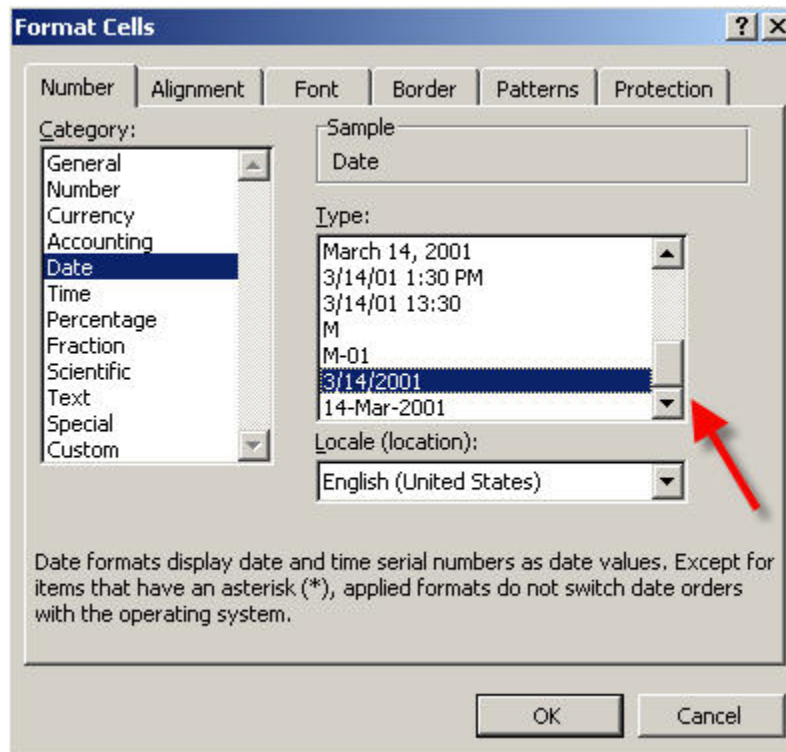 Format Cells
Number Alignment Font Border Patterns Protection
Category:
General
Number
Currency
Accounting
Date
Time
Percentage
Fraction
Scientific
Text
Special
Custom
Sample
Date
Type:
March 14, 2001
3/14/01 1:30 PM
3/14/01 13:30
M
M-01
3/14/2001
14-Mar-2001
Locale (location):
English (United States)
Date formats display date and time serial numbers as date values. Except for
items that have an asterisk (*), applied formats do not switch date orders
with the operating system.
OK Cancel